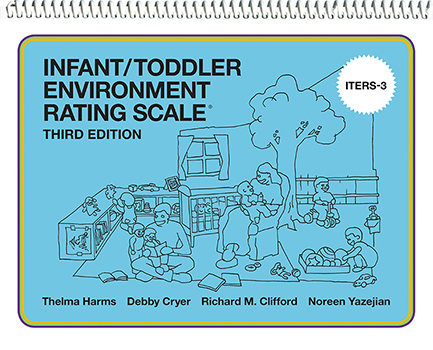 INFANT/TODDLER
ENVIRONMENT
RATING SCALE®
THIRD EDITION
ITERS-3
Thelma Harms Debby Cryer Richard M. Clifford Noreen Yazejian